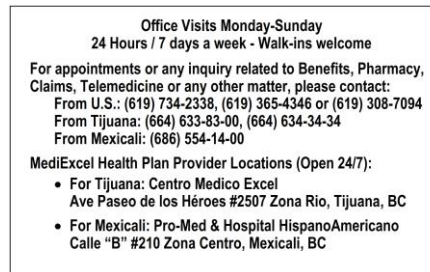 Office Visits Monday-Sunday
24 Hours / 7 days a week - Walk-ins welcome
For appointments or any inquiry related to Benefits, Pharmacy,
Claims, Telemedicine or any other matter, please contact:
From U.S.: (619) 734-2338, (619) 365-4346 or (619) 308-7094
From Tijuana: (664) 633-83-00, (664) 634-34-34
From Mexicali: (686) 554-14-00
MediExcel Health Plan Provider Locations (Open 24/7):
• For Tijuana: Centro Medico Excel
Ave Paseo de los Héroes #2507 Zona Rio, Tijuana, BC
• For Mexicali: Pro-Med & Hospital HispanoAmericano
Calle “B” #210 Zona Centro, Mexicali, BC